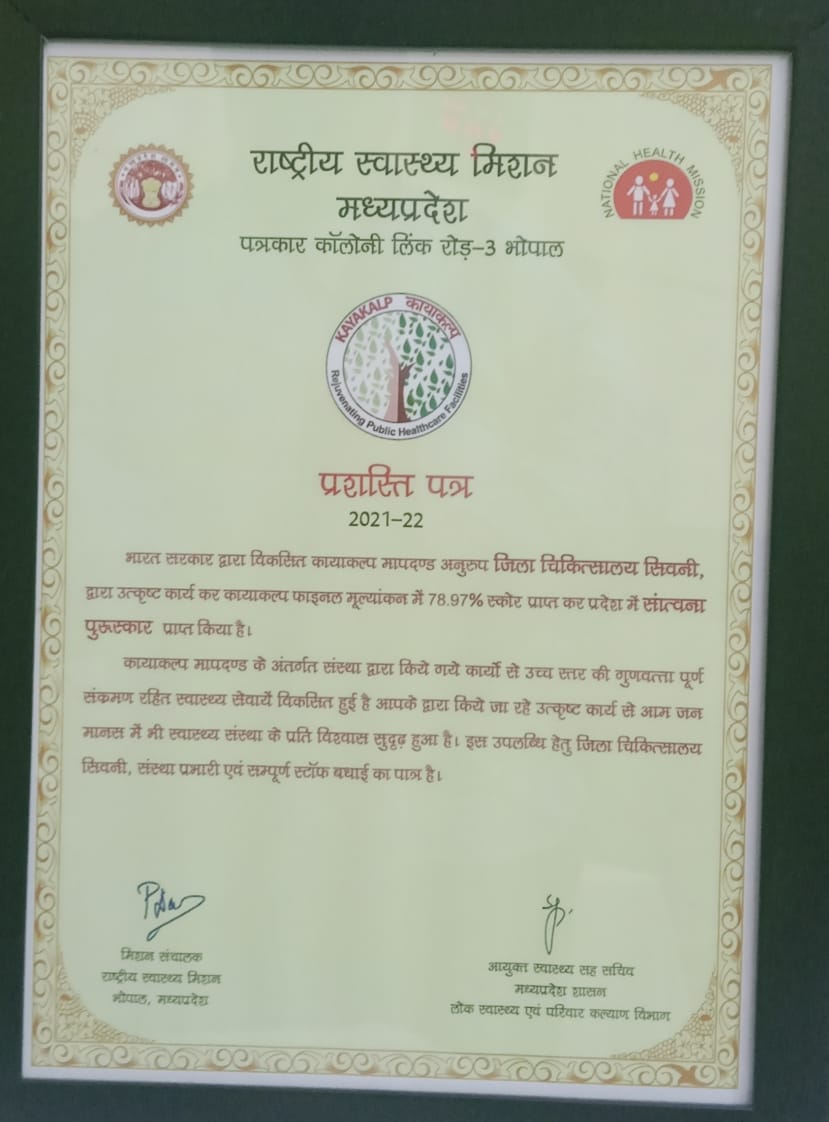 राष्ट्रीय स्वास्थ्य मिशन
मध्यप्रदेश
पत्रकार कॉलोनी लिंक रोड़-3 भोपाल
NATIONAL HEALTH MISSION
KAYAKALP कायाकल्प
Rejuvenating Public Healthcare Facilities
प्रशस्ति पत्र
2021-22
भारत सरकार द्वारा विकसित कायाकल्प मापदण्ड अनुरुप जिला चिकित्सालय सिवनी,
द्वारा उत्कृष्ट कार्य कर कायाकल्प फाइनल मूल्यांकन में 78.97% स्कोर प्राप्त कर प्रदेश में सांत्वना
पुरूस्कार प्राप्त किया है।
कायाकल्प मापदण्ड के अंतर्गत संस्था द्वारा किये गये कार्यो से उच्च स्तर की गुणवत्ता पूर्ण
संक्रमण रहित स्वास्थ्य सेवायें विकसित हुई है आपके द्वारा किये जा रहे उत्कृष्ट कार्य से आम जन
मानस में भी स्वास्थ्य संस्था के प्रति विश्वास सुदृढ़ हुआ है। इस उपलब्धि हेतु जिला चिकित्सालय
सिवनी, संस्था प्रभारी एवं सम्पूर्ण स्टॉफ बधाई का पात्र है।
मिशन संचालक
राष्ट्रीय स्वास्थ्य मिशन
भोपाल, मध्यप्रदेश
आयुक्त स्वास्थ्य सह सचिव
मध्यप्रदेश शासन
लोक स्वास्थ्य एवं परिवार कल्याण विभाग